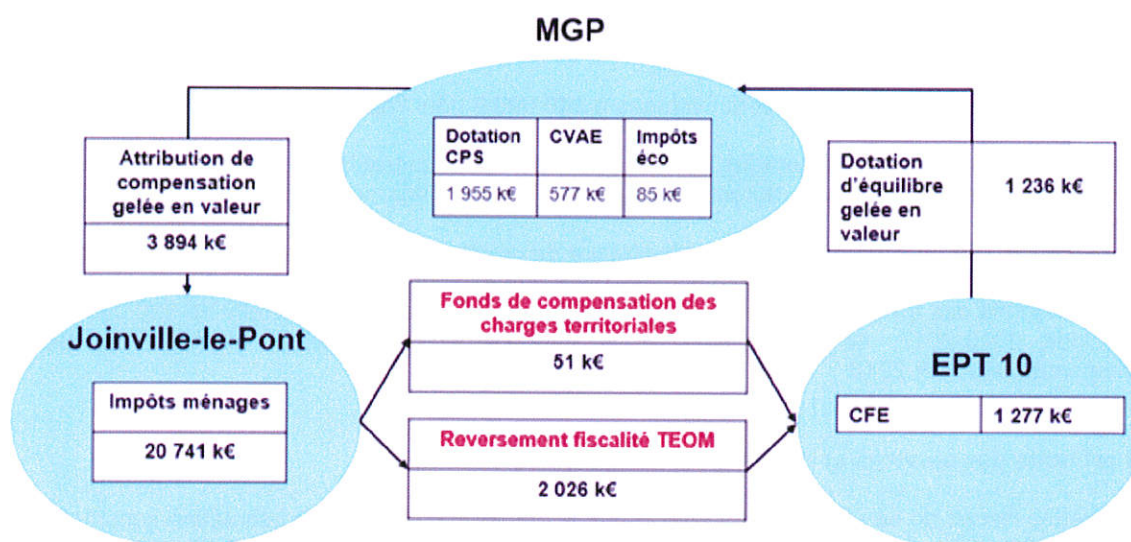 MGP
Dotation CPS
CVAE
Impôts éco
1 955 k€
577 k€
85 k€
Attribution de
compensation
gelée en valeur
3 894 k€
Dotation
d'équilibre
gelée en
valeur
1 236 k€
Joinville-le-Pont
Impôts ménages
20 741 k€
Fonds de compensation des
charges territoriales
51 k€
Reversement fiscalité TEOM
2 026 k€
EPT 10
CFE
1 277 k€